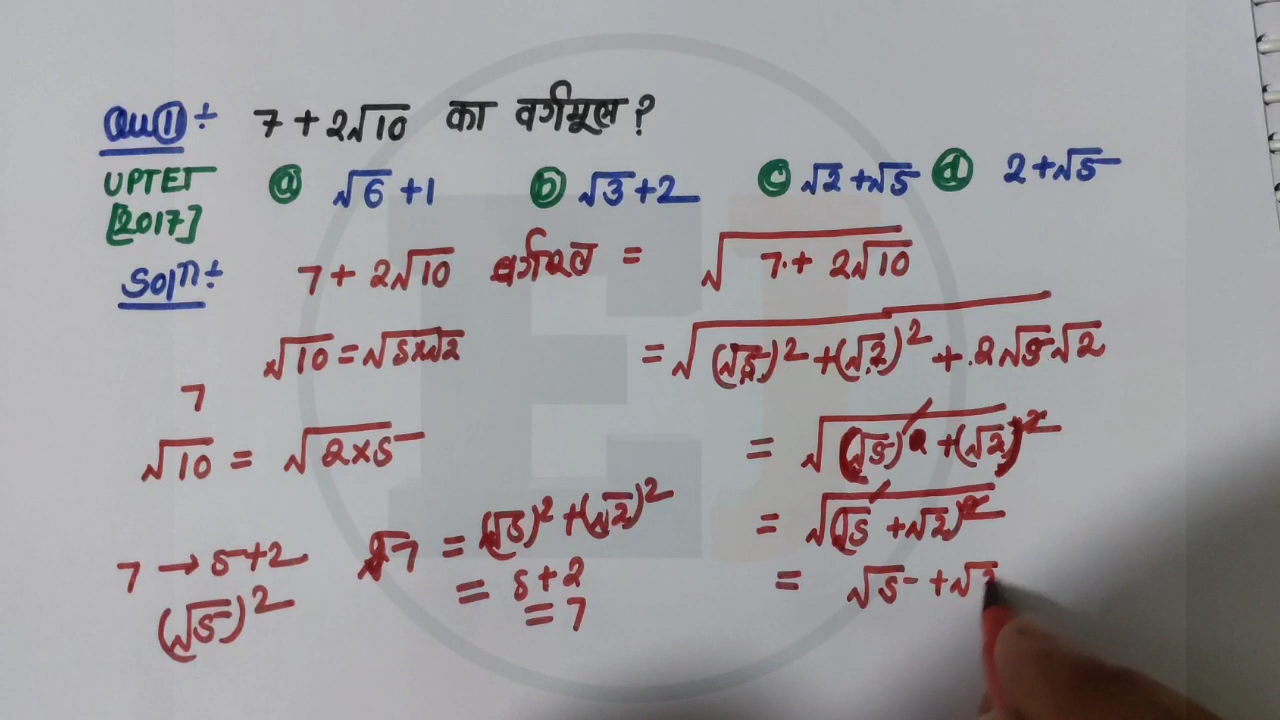 Qu① ÷ 7 + 2√10 का वर्गमूल ?
UPTET [2017] ⓐ √6 + 1 ⓑ √3 + 2 ⓒ √2 + √5 ⓓ 2 + √5
Soln ÷ 7 + 2√10 वर्गमूल = √(7 + 2√10)
√10 = √5×√2 = √((√5)² + (√2)² + 2√5√2)
7
√10 = √(2×5) = √((√5)² + (√2)²)
7 → 5+2 √7 = (√5)² + (√2)² = √(√5 + √2)²
(√5)² = 5 + 2 = √5 + √2
= 7